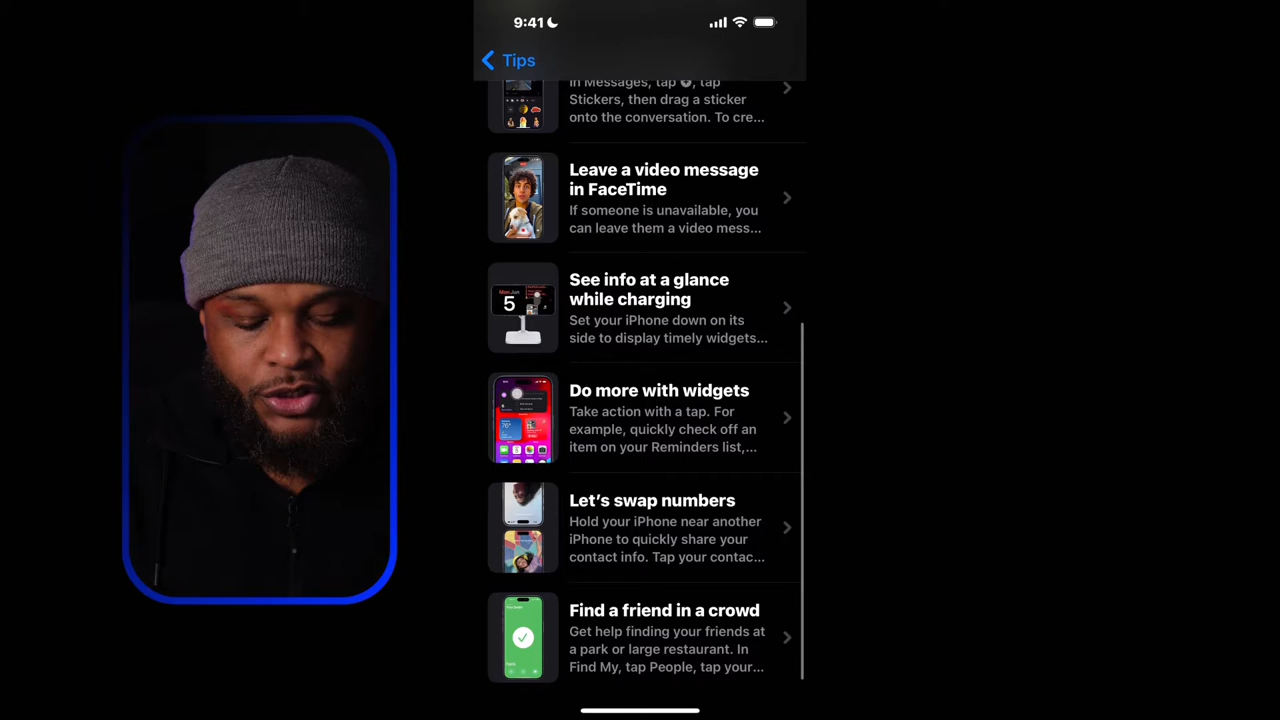 9:41
Tips
in Messages, tap , tap
Stickers, then drag a sticker
onto the conversation. To cre...
Leave a video message
in FaceTime
If someone is unavailable, you
can leave them a video mess...
Mon Jun
5
See info at a glance
while charging
Set your iPhone down on its
side to display timely widgets...
Do more with widgets
Take action with a tap. For
example, quickly check off an
item on your Reminders list,...
Let’s swap numbers
Hold your iPhone near another
iPhone to quickly share your
contact info. Tap your contac...
Find a friend in a crowd
Get help finding your friends at
a park or large restaurant. In
Find My, tap People, tap your...